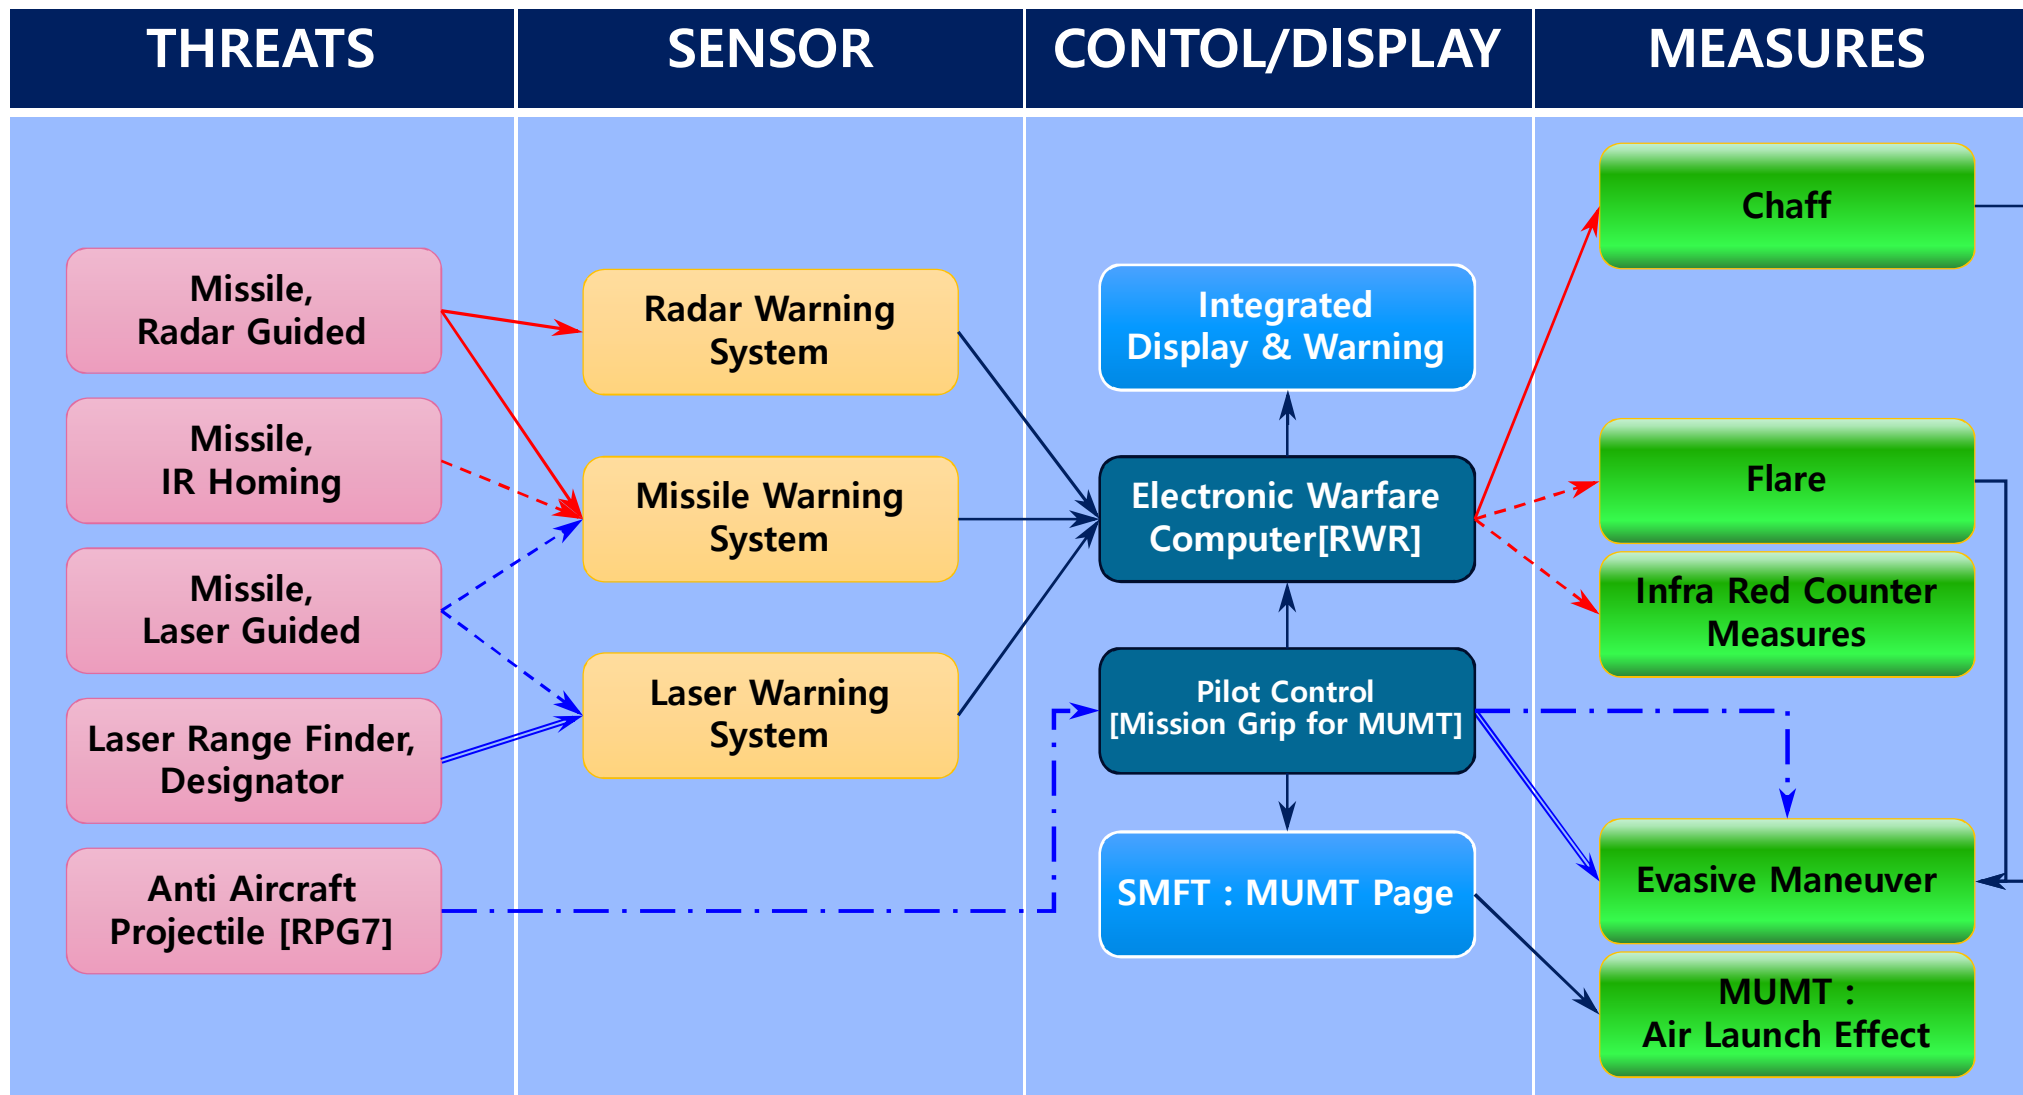 THREATS
SENSOR
CONTOL/DISPLAY
MEASURES
Missile,
Radar Guided
Missile,
IR Homing
Missile,
Laser Guided
Laser Range Finder,
Designator
Anti Aircraft
Projectile [RPG7]
Radar Warning
System
Missile Warning
System
Laser Warning
System
Integrated
Display & Warning
Electronic Warfare
Computer[RWR]
Pilot Control
[Mission Grip for MUMT]
SMFT : MUMT Page
Chaff
Flare
Infra Red Counter
Measures
Evasive Maneuver
MUMT :
Air Launch Effect